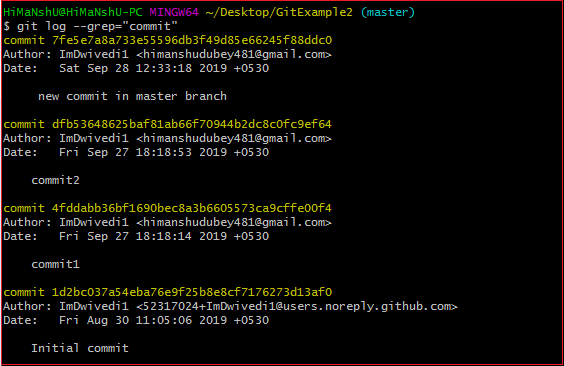 HiMaNshU@HiMaNshU-PC MINGW64 ~/Desktop/GitExample2 (master)
$ git log --grep="commit"
commit 7fe5e7a8a733e55596db3f49d85e66245f88ddc0
Author: ImDwivedi1 <himanshudubey481@gmail.com>
Date:   Sat Sep 28 12:33:18 2019 +0530

     new commit in master branch

commit dfb53648625baf81ab66f70944b2dc8c0fc9ef64
Author: ImDwivedi1 <himanshudubey481@gmail.com>
Date:   Fri Sep 27 18:18:53 2019 +0530

    commit2

commit 4fddabb36bf1690bec8a3b6605573ca9cffe00f4
Author: ImDwivedi1 <himanshudubey481@gmail.com>
Date:   Fri Sep 27 18:18:14 2019 +0530

    commit1

commit 1d2bc037a54eba76e9f25b8e8cf7176273d13af0
Author: ImDwivedi1 <52317024+ImDwivedi1@users.noreply.github.com>
Date:   Fri Aug 30 11:05:06 2019 +0530

    Initial commit